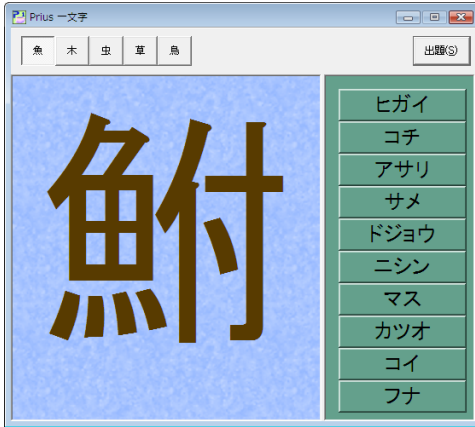 Prius 一文字
魚 木 虫 草 鳥 出題(S)
鮒
ヒガイ
コチ
アサリ
サメ
ドジョウ
ニシン
マス
カツオ
コイ
フナ